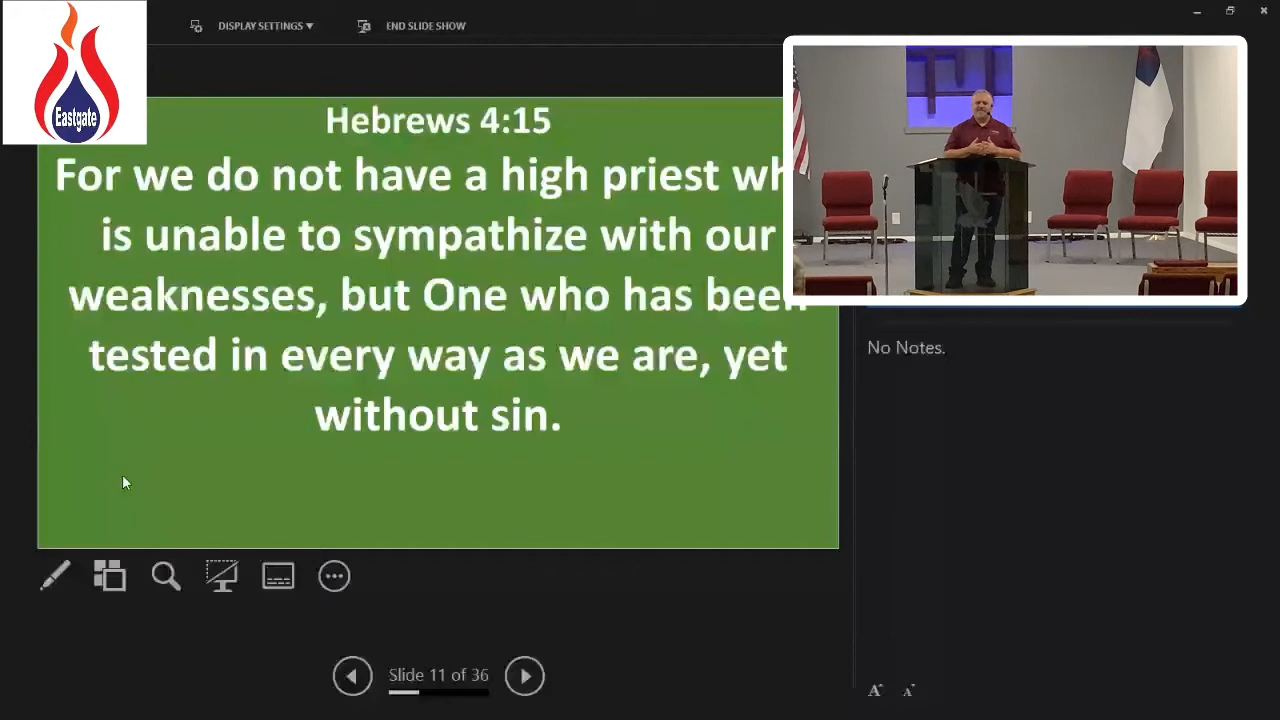 DISPLAY SETTINGS
END SLIDE SHOW
Eastgate
Hebrews 4:15
For we do not have a high priest wh
is unable to sympathize with our
weaknesses, but One who has been
tested in every way as we are, yet
without sin.
No Notes.
Slide 11 of 36
A A